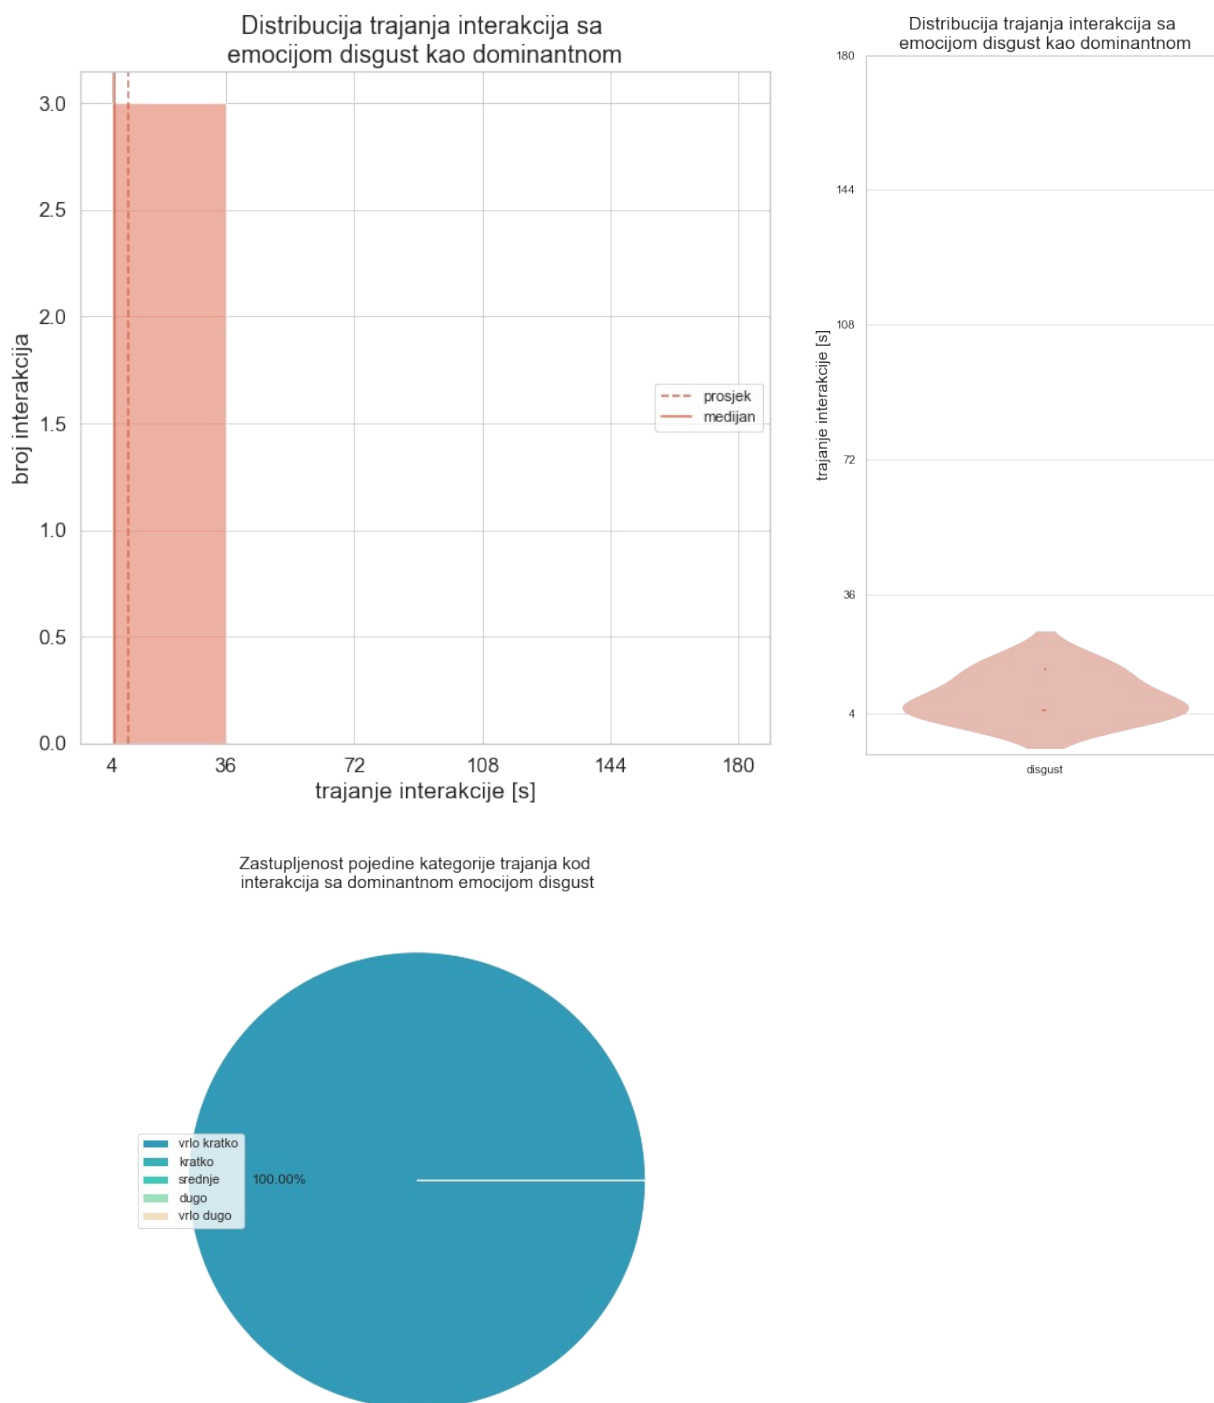 Distribucija trajanja interakcija sa
emocijom disgust kao dominantnom
3.0
2.5
2.0
1.5
1.0
0.5
0.0
broj interakcija
prosjek
medijan
4 36 72 108 144 180
trajanje interakcije [s]
Distribucija trajanja interakcija sa
emocijom disgust kao dominantnom
180
144
108
72
36
4
trajanje interakcije [s]
disgust
Zastupljenost pojedine kategorije trajanja kod
interakcija sa dominantnom emocijom disgust
vrlo kratko
kratko
srednje
dugo
vrlo dugo
100.00%